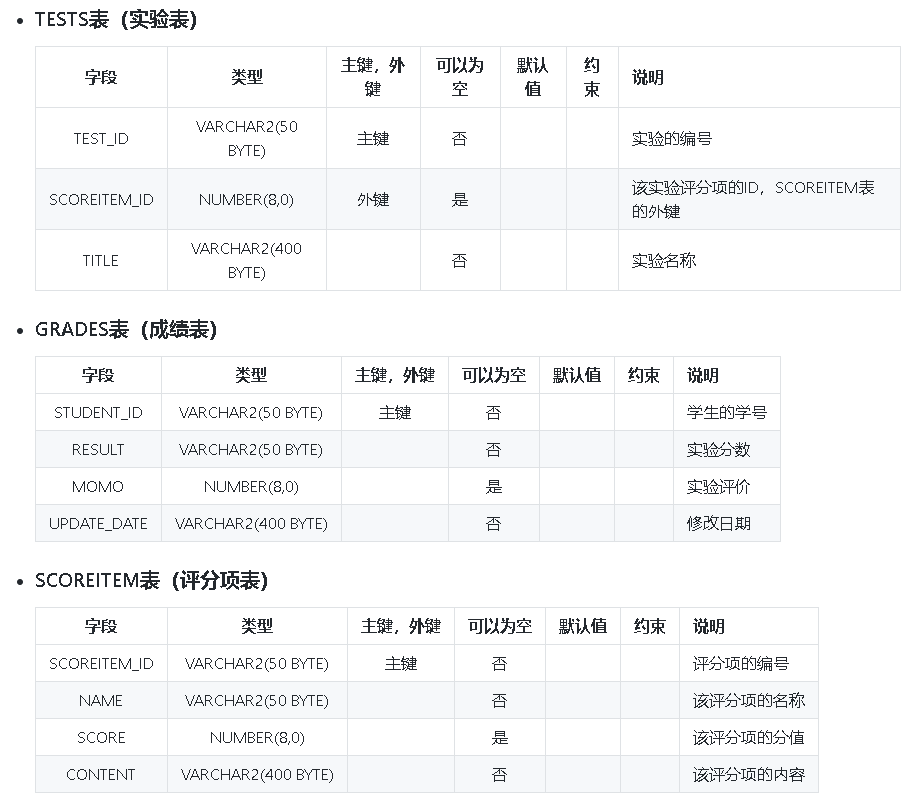 TESTS表（实验表）
字段 类型 主键，外键 可以为空 默认值 约束 说明
TEST_ID VARCHAR2(50 BYTE) 主键 否 实验的编号
SCOREITEM_ID NUMBER(8,0) 外键 是 该实验评分项的ID，SCOREITEM表的外键
TITLE VARCHAR2(400 BYTE) 否 实验名称
GRADES表（成绩表）
字段 类型 主键，外键 可以为空 默认值 约束 说明
STUDENT_ID VARCHAR2(50 BYTE) 主键 否 学生的学号
RESULT VARCHAR2(50 BYTE) 否 实验分数
MOMO NUMBER(8,0) 是 实验评价
UPDATE_DATE VARCHAR2(400 BYTE) 否 修改日期
SCOREITEM表（评分项表）
字段 类型 主键，外键 可以为空 默认值 约束 说明
SCOREITEM_ID VARCHAR2(50 BYTE) 主键 否 评分项的编号
NAME VARCHAR2(50 BYTE) 否 该评分项的名称
SCORE NUMBER(8,0) 是 该评分项的分值
CONTENT VARCHAR2(400 BYTE) 否 该评分项的内容